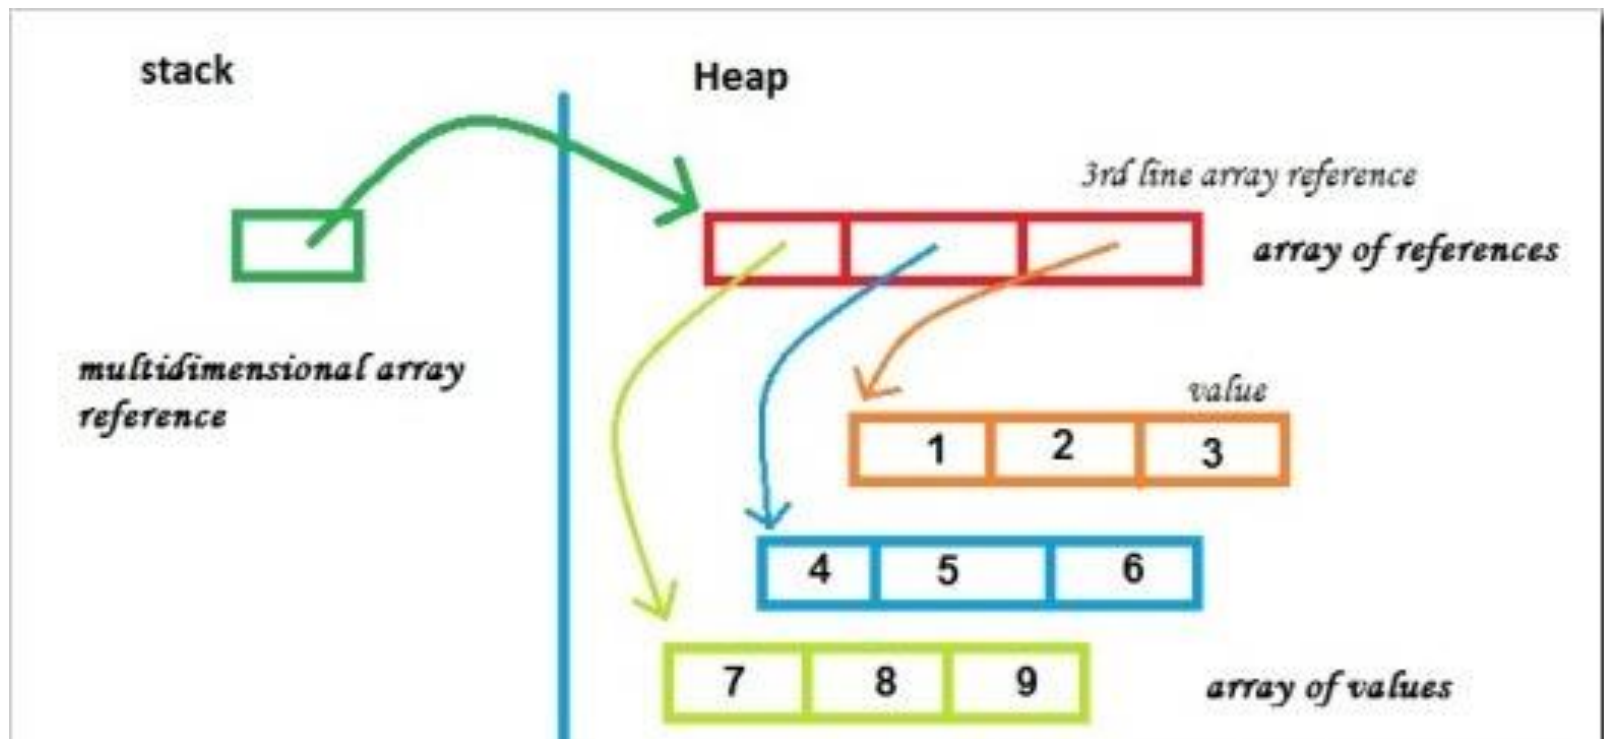 stack
Heap
3rd line array reference
array of references
multidimensional array
reference
value
1 2 3
4 5 6
7 8 9
array of values